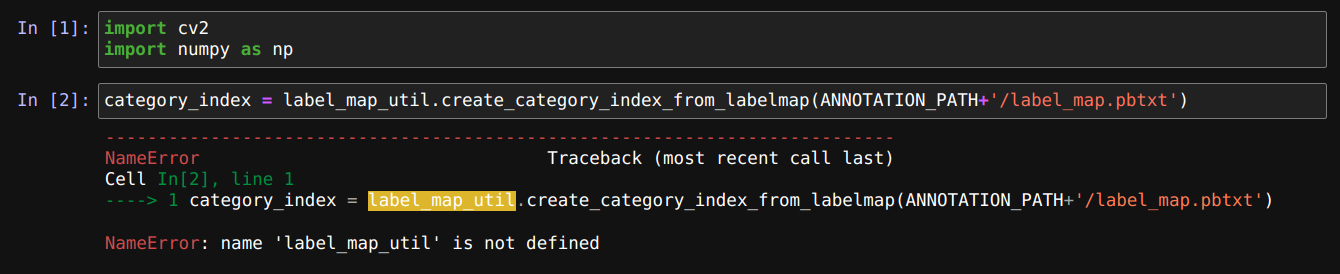 In [1]: import cv2
import numpy as np
In [2]: category_index = label_map_util.create_category_index_from_labelmap(ANNOTATION_PATH+'/label_map.pbtxt')
---------------------------------------------------------------------------
NameError Traceback (most recent call last)
Cell In[2], line 1
----> 1 category_index = label_map_util.create_category_index_from_labelmap(ANNOTATION_PATH+'/label_map.pbtxt')
NameError: name 'label_map_util' is not defined